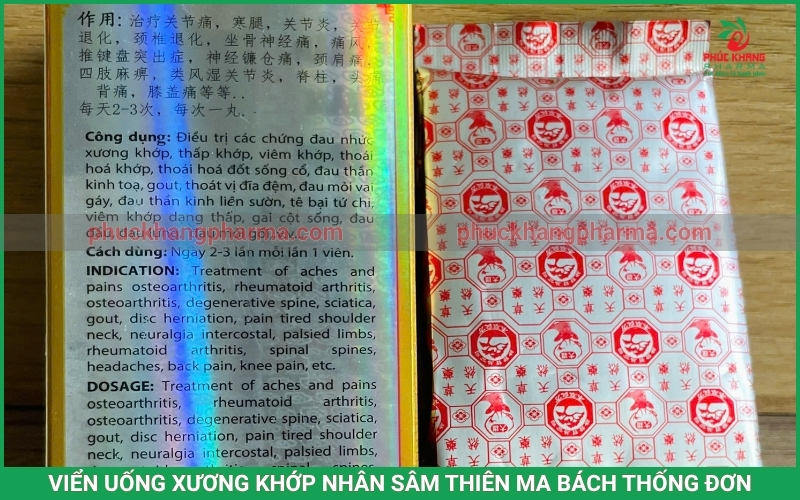 PHÚC KHANG
PHARMA
作用: 治疗关节痛，寒腿，关节炎，关节
退化，颈椎退化，坐骨神经痛，痛风，
推键盘突出症，神经镰仓痛，颈肩痛，
四肢麻痹，类风湿关节炎，脊柱，头痛
背痛，膝盖痛等等..
每天2-3次，每次一丸.
Công dụng: Điều trị các chứng đau nhức
xương khớp, thấp khớp, viêm khớp, thoái
hoá khớp, thoái hoá đốt sống cổ, đau thần
kinh toạ, gout, thoát vị đĩa đệm, đau mỏi vai
gáy, đau thần kinh liên sườn, tê bại tứ chi,
viêm khớp dạng thấp, gai cột sống, đau
phuckhangpharma.com
phuckhangpharma.com
Cách dùng: Ngày 2-3 lần mỗi lần 1 viên.
INDICATION: Treatment of aches and
pains osteoarthritis, rheumatoid arthritis,
osteoarthritis, degenerative spine, sciatica,
gout, disc herniation, pain tired shoulder
neck, neuralgia intercostal, palsied limbs,
rheumatoid arthritis, spinal spines,
headaches, back pain, knee pain, etc.
DOSAGE: Treatment of aches and pains
osteoarthritis, rheumatoid arthritis,
osteoarthritis, degenerative spine, sciatica,
gout, disc herniation, pain tired shoulder
neck, neuralgia intercostal, palsied limbs,
天然
藥草
VIỂN UỐNG XƯƠNG KHỚP NHÂN SÂM THIÊN MA BÁCH THỐNG ĐƠN